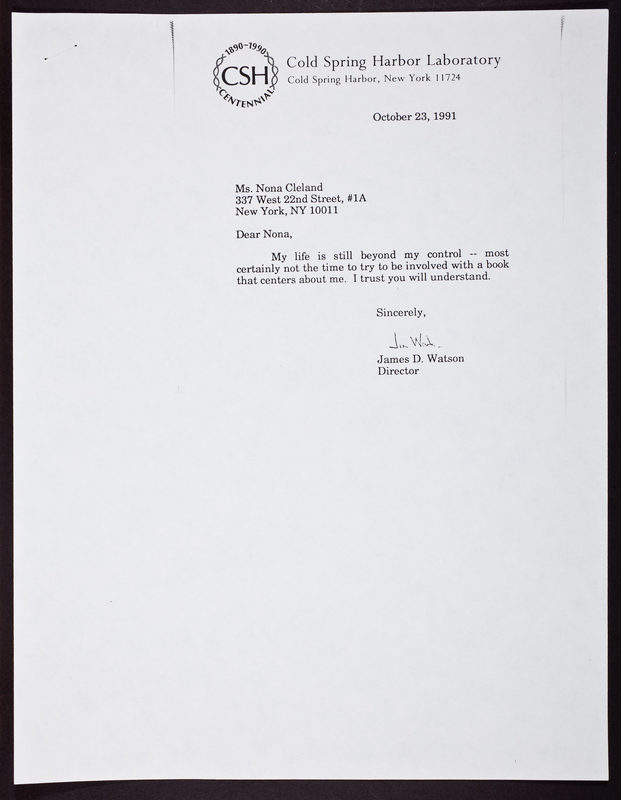 1890-1990
CSH
CENTENNIAL
Cold Spring Harbor Laboratory
Cold Spring Harbor, New York 11724
October 23, 1991
Ms. Nona Cleland
337 West 22nd Street, #1A
New York, NY 10011
Dear Nona,
My life is still beyond my control -- most
certainly not the time to try to be involved with a book
that centers about me. I trust you will understand.
Sincerely,
Jim Wat
James D. Watson
Director